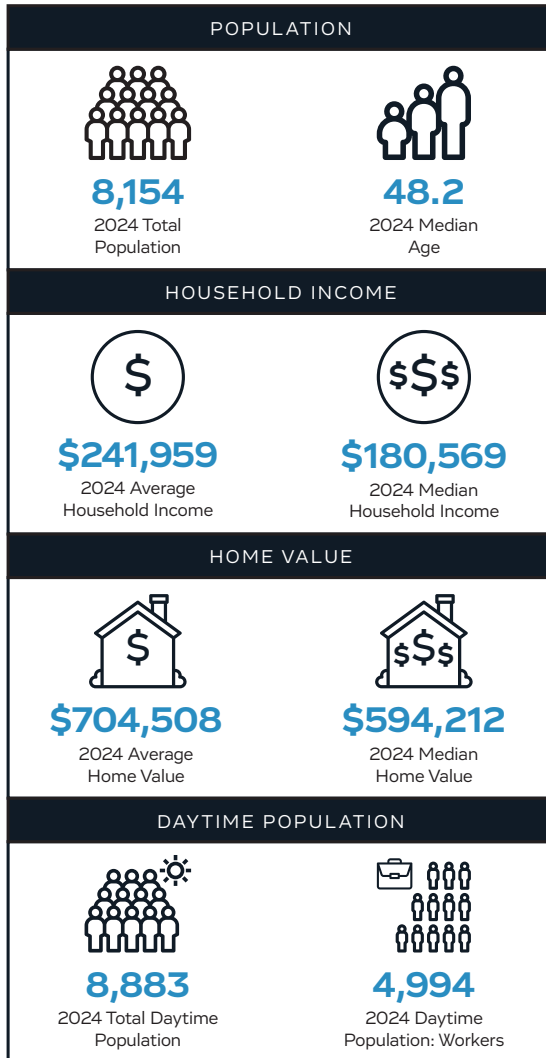 POPULATION
8,154
2024 Total
Population
48.2
2024 Median
Age
HOUSEHOLD INCOME
$
$241,959
2024 Average
Household Income
$$$
$180,569
2024 Median
Household Income
HOME VALUE
$
$704,508
2024 Average
Home Value
$$$
$594,212
2024 Median
Home Value
DAYTIME POPULATION
8,883
2024 Total Daytime
Population
4,994
2024 Daytime
Population: Workers